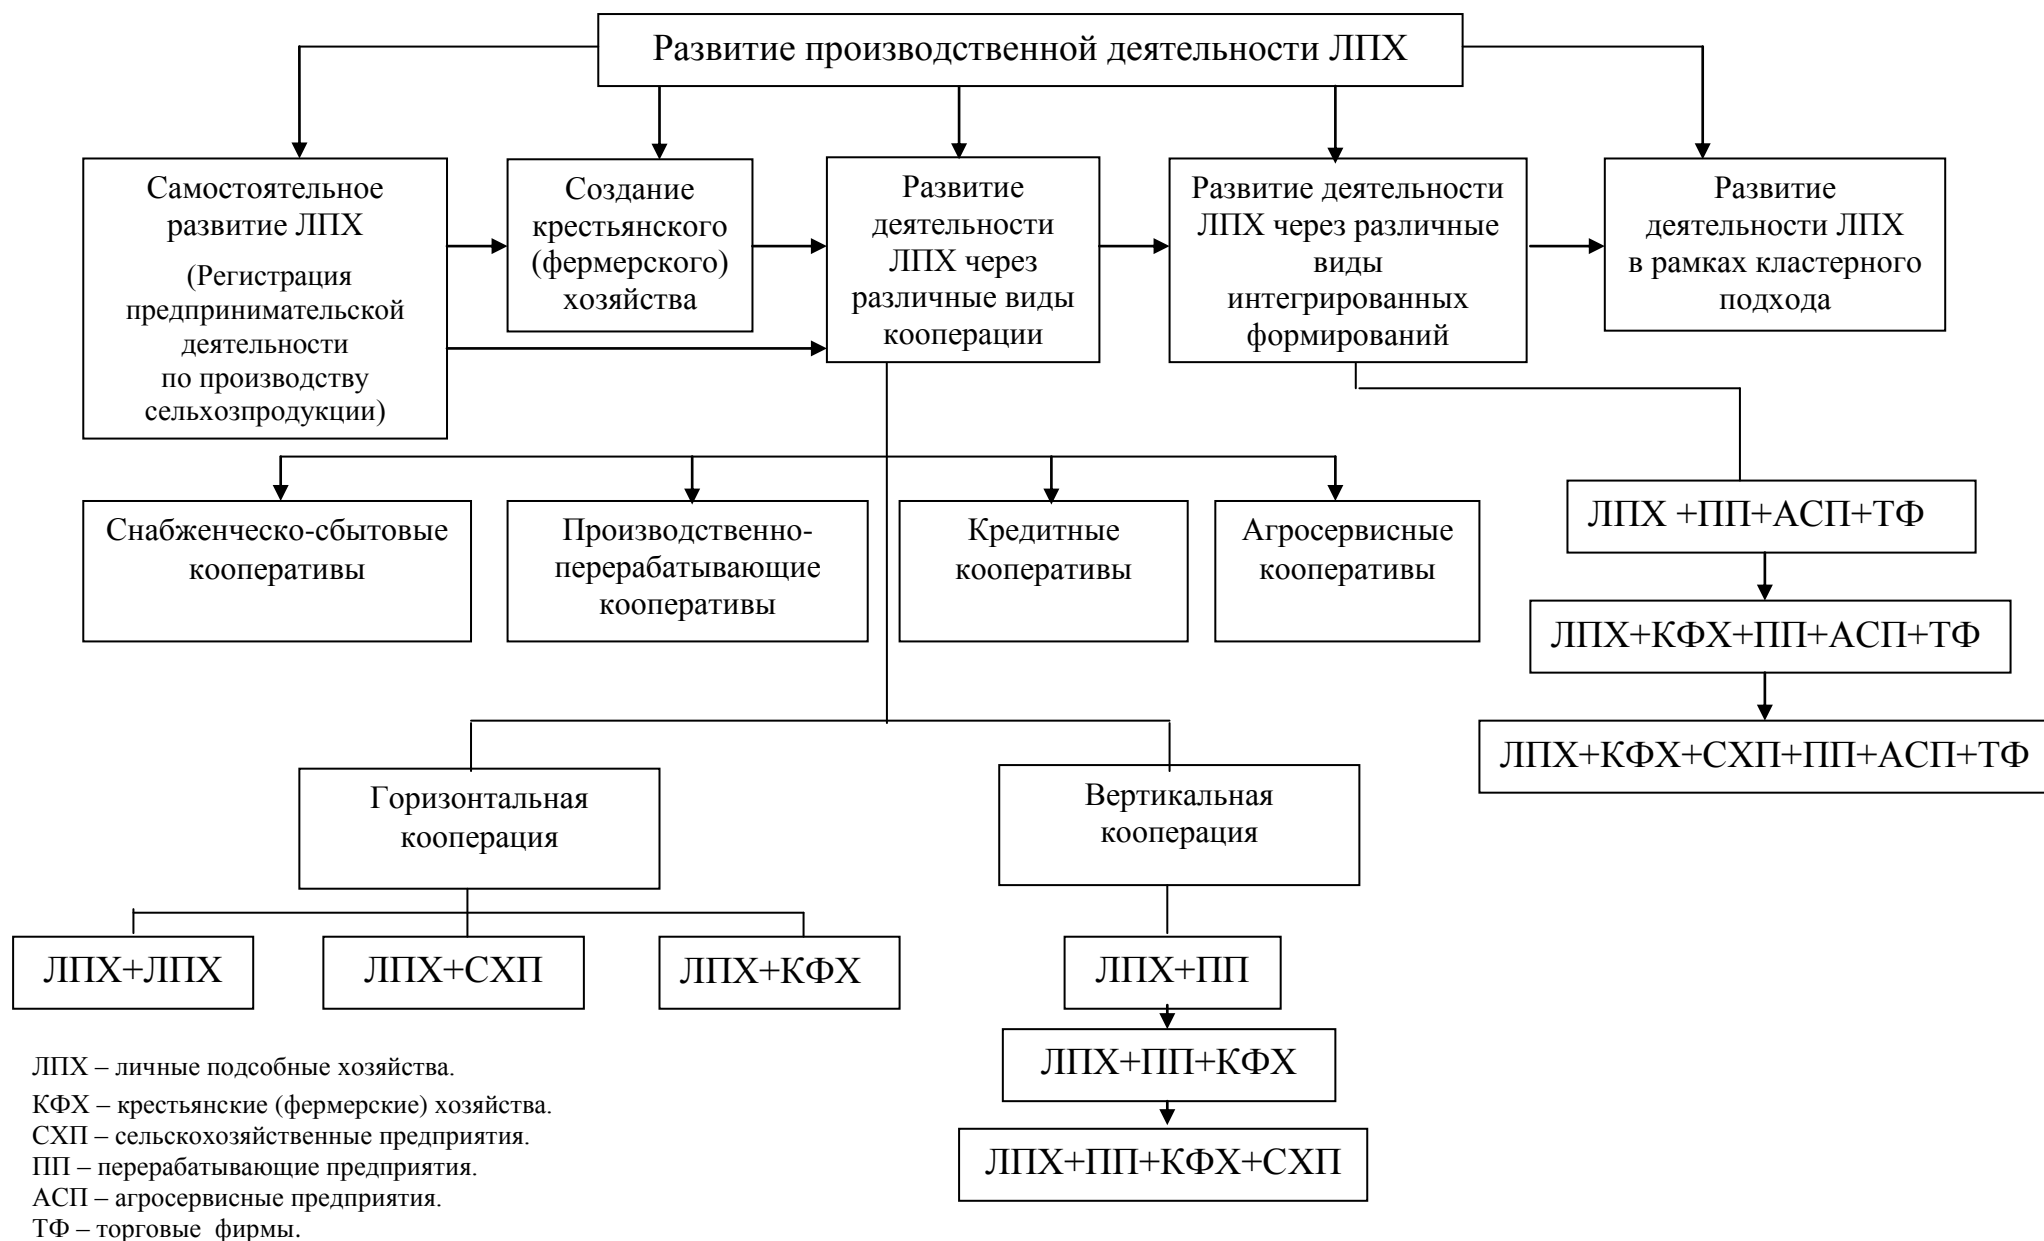 Развитие производственной деятельности ЛПХ
Самостоятельное
развитие ЛПХ
(Регистрация
предпринимательской
деятельности
по производству
сельхозпродукции)
Создание
крестьянского
(фермерского)
хозяйства
Развитие
деятельности
ЛПХ через
различные виды
кооперации
Развитие деятельности
ЛПХ через различные
виды
интегрированных
формирований
Развитие
деятельности ЛПХ
в рамках кластерного
подхода
Снабженческо-сбытовые
кооперативы
Производственно-
перерабатывающие
кооперативы
Кредитные
кооперативы
Агросервисные
кооперативы
ЛПХ +ПП+АСП+ТФ
ЛПХ+КФХ+ПП+АСП+ТФ
ЛПХ+КФХ+СХП+ПП+АСП+ТФ
Горизонтальная
кооперация
Вертикальная
кооперация
ЛПХ+ЛПХ
ЛПХ+СХП
ЛПХ+КФХ
ЛПХ+ПП
ЛПХ+ПП+КФХ
ЛПХ+ПП+КФХ+СХП
ЛПХ – личные подсобные хозяйства.
КФХ – крестьянские (фермерские) хозяйства.
СХП – сельскохозяйственные предприятия.
ПП – перерабатывающие предприятия.
АСП – агросервисные предприятия.
ТФ – торговые фирмы.